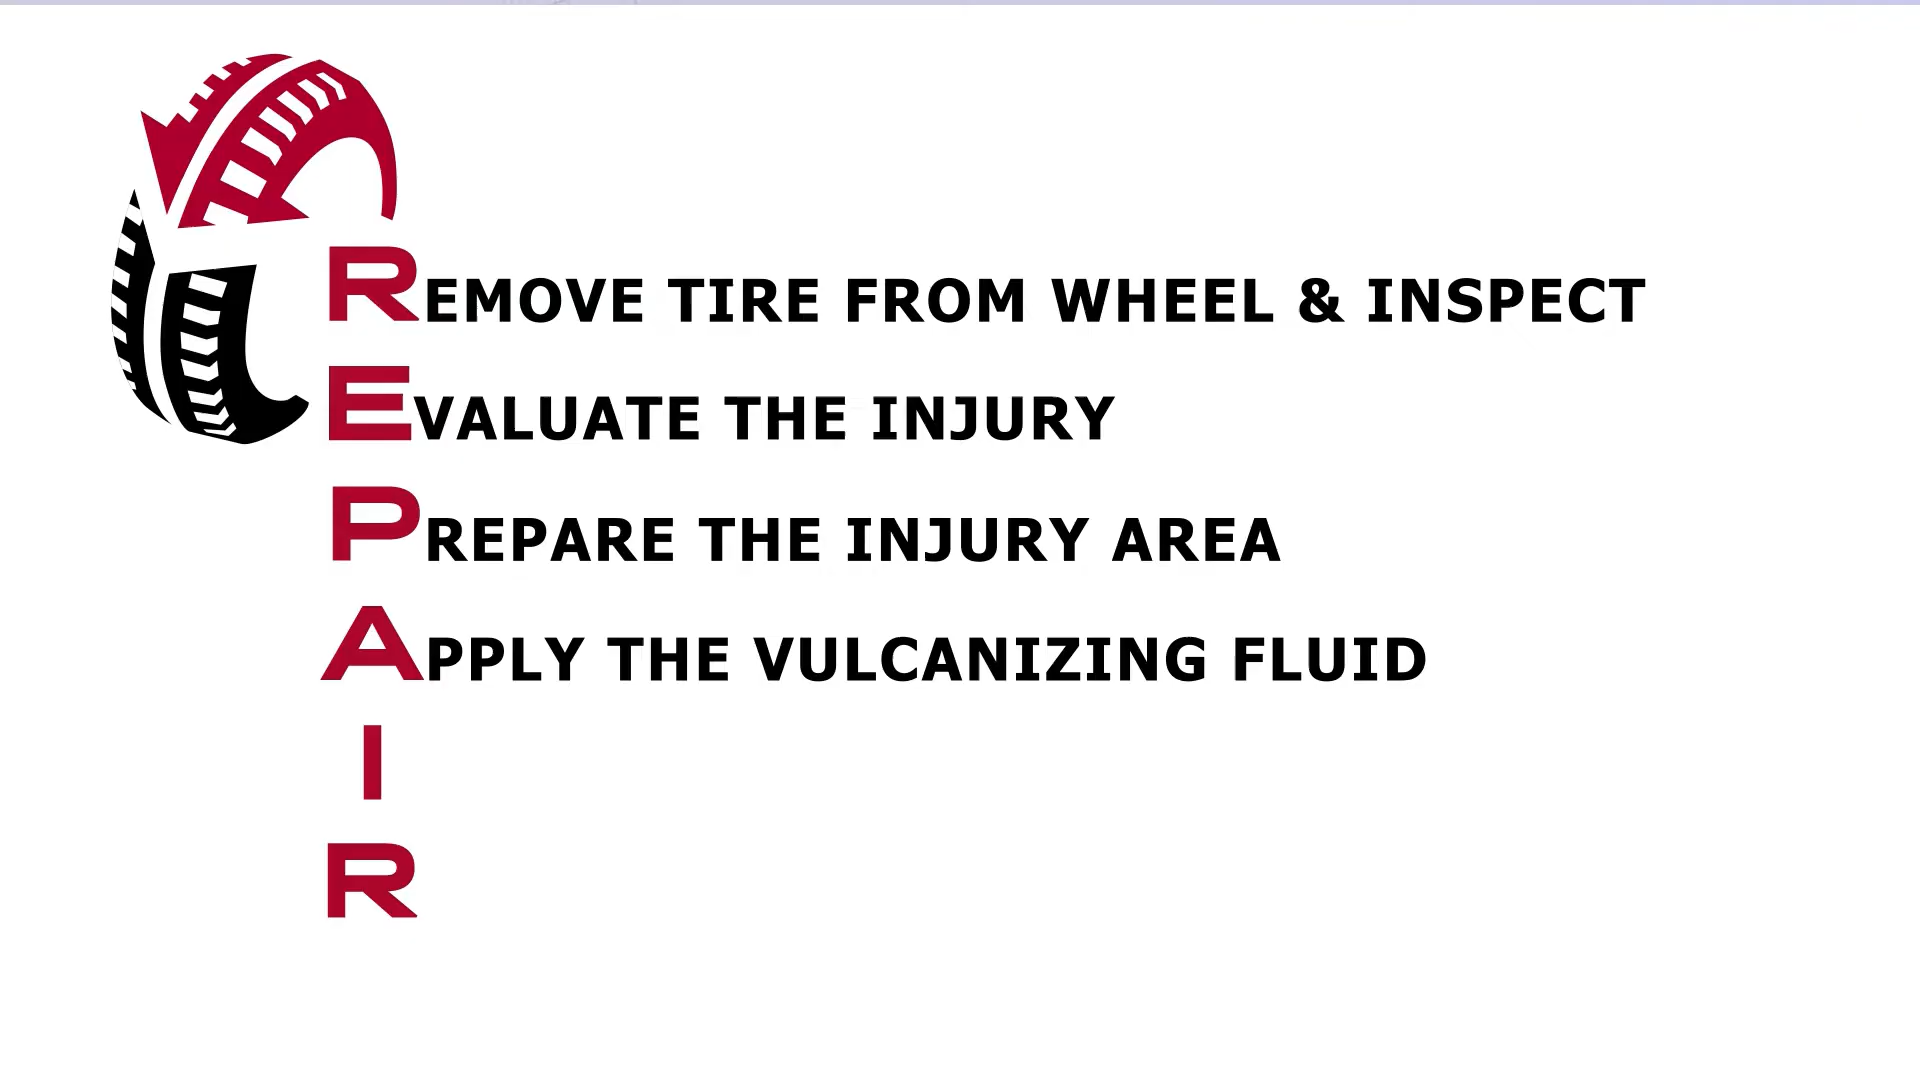 REMOVE TIRE FROM WHEEL & INSPECT
EVALUATE THE INJURY
PREPARE THE INJURY AREA
APPLY THE VULCANIZING FLUID
I
R